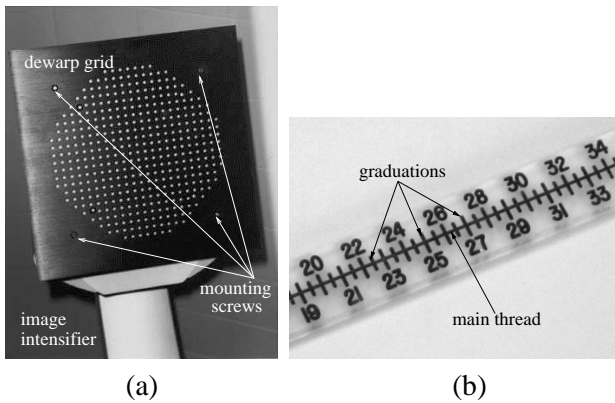 dewarp grid
mounting
screws
image
intensifier
(a)
graduations
20 22 24 26 28 30 32 34
19 21 23 25 27 29 31 33
main thread
(b)